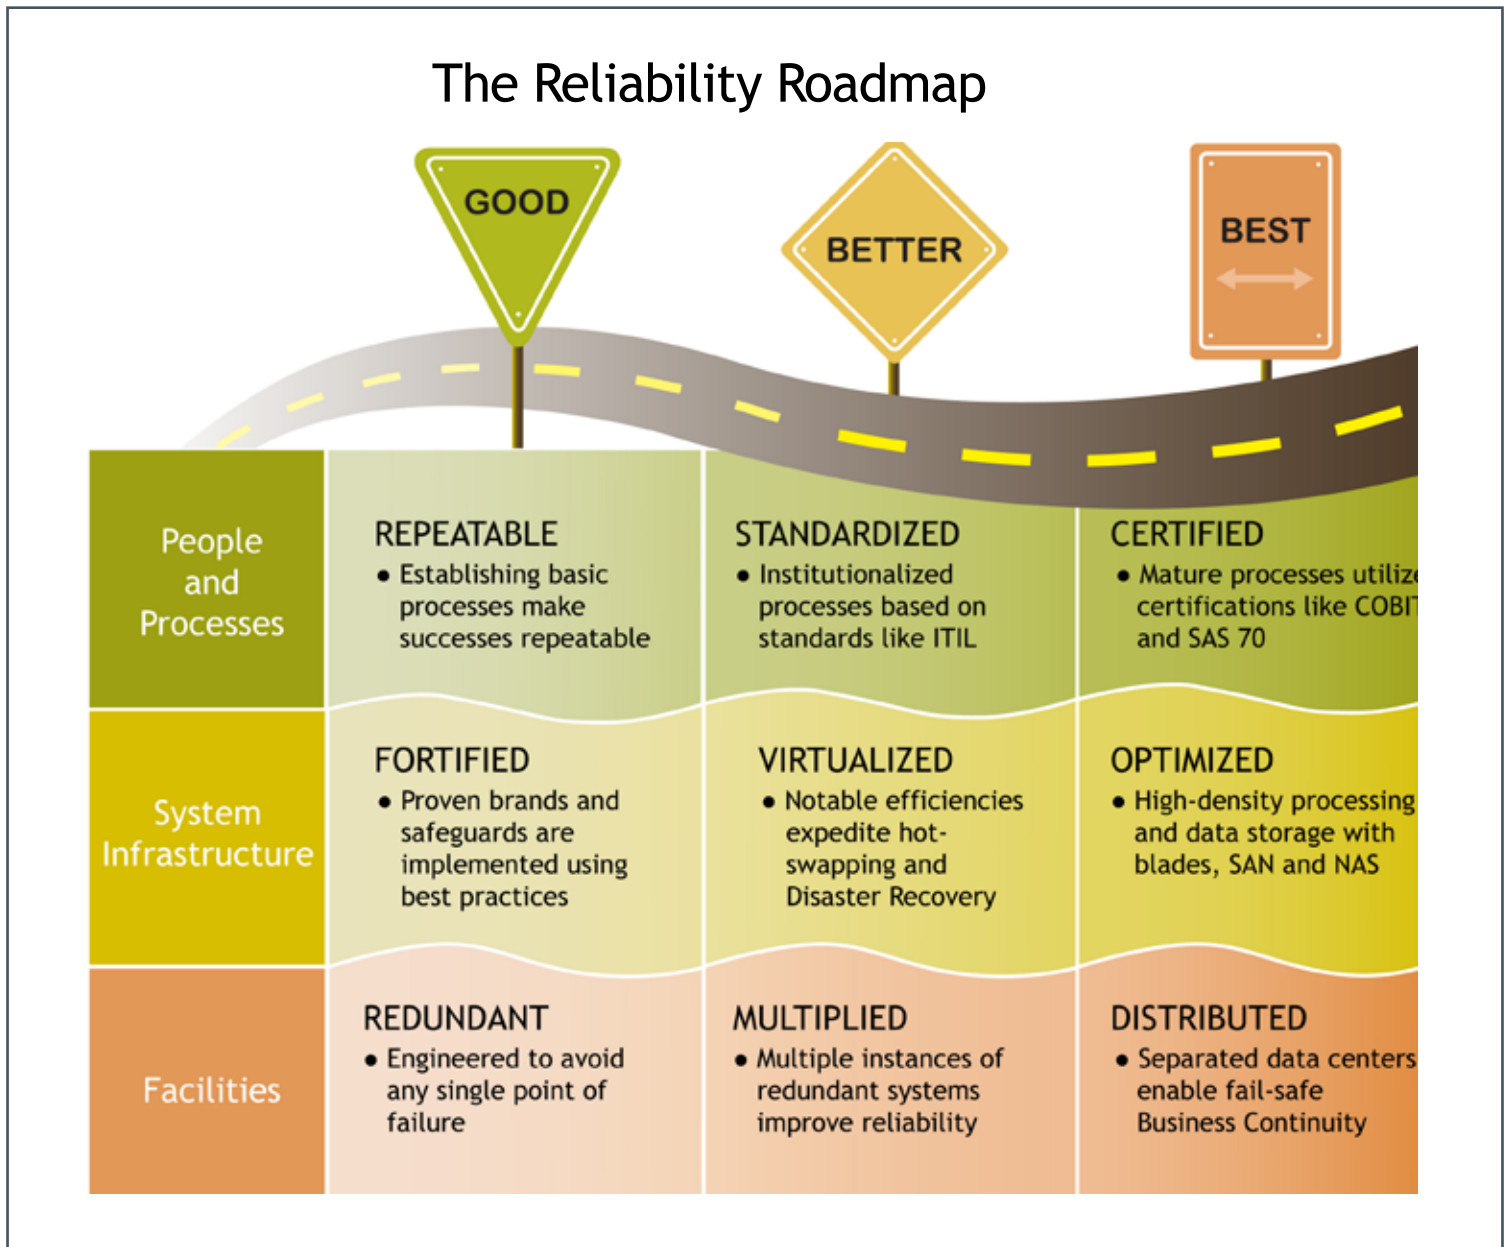 The Reliability Roadmap
GOOD
BETTER
BEST
People
and
Processes
REPEATABLE
● Establishing basic
processes make
successes repeatable
STANDARDIZED
● Institutionalized
processes based on
standards like ITIL
CERTIFIED
● Mature processes utilize
certifications like COBIT
and SAS 70
System
Infrastructure
FORTIFIED
● Proven brands and
safeguards are
implemented using
best practices
VIRTUALIZED
● Notable efficiencies
expedite hot-
swapping and
Disaster Recovery
OPTIMIZED
● High-density processing
and data storage with
blades, SAN and NAS
Facilities
REDUNDANT
● Engineered to avoid
any single point of
failure
MULTIPLIED
● Multiple instances of
redundant systems
improve reliability
DISTRIBUTED
● Separated data centers
enable fail-safe
Business Continuity